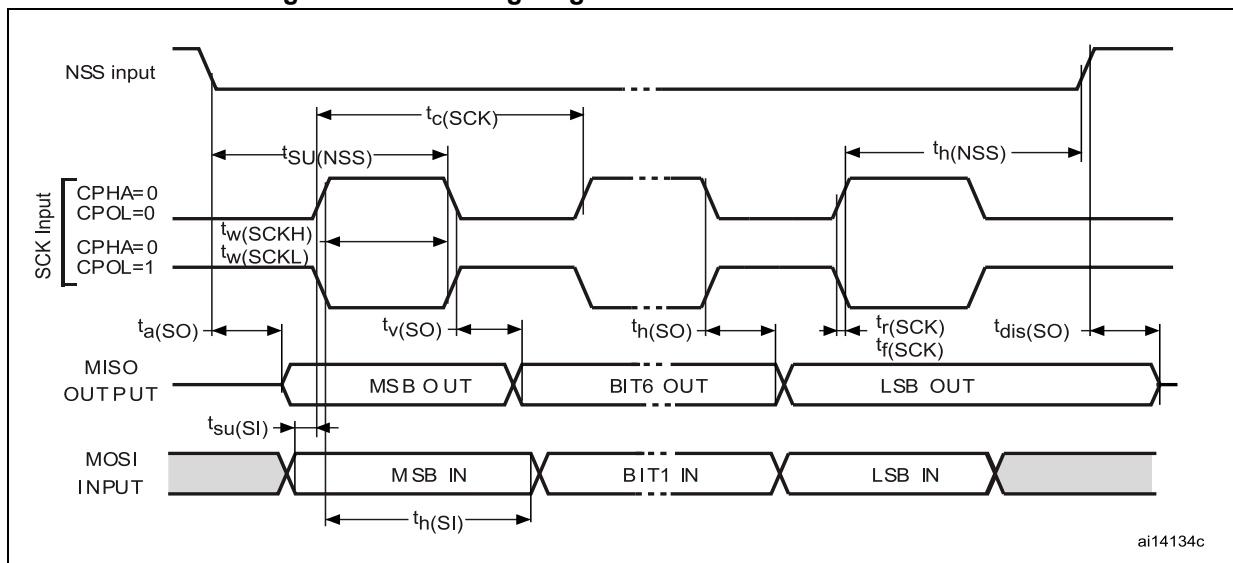 NSS input
tc(SCK)
tSU(NSS)
th(NSS)
SCK Input
CPHA=0
CPOL=0
CPHA=0
CPOL=1
tw(SCKH)
tw(SCKL)
ta(SO)
tv(SO)
th(SO)
tr(SCK)
tf(SCK)
tdis(SO)
MISO
OUTPUT
MSB OUT
BIT6 OUT
LSB OUT
tsu(SI)
MOSI
INPUT
MSB IN
BIT1 IN
LSB IN
th(SI)
ai14134c